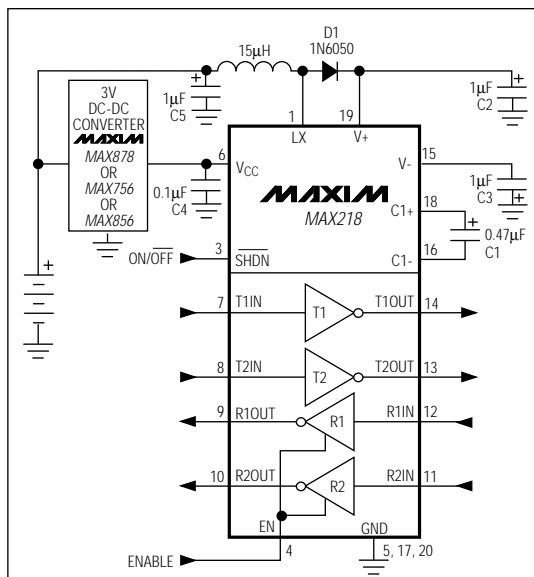 D1
1N6050
15μH
1μF
C5
1μF
C2
3V
DC-DC
CONVERTER
MAXIM
MAX878
OR
MAX756
OR
MAX856
1
LX
19
V+
6
VCC
0.1μF
C4
V-
15
1μF
C3
MAXIM
MAX218
C1+
18
0.47μF
C1
C1-
16
ON/OFF
3
SHDN
7
T1IN
T1
T1OUT
14
8
T2IN
T2
T2OUT
13
9
R1OUT
R1
R1IN
12
10
R2OUT
R2
R2IN
11
EN
4
GND
5, 17, 20
ENABLE